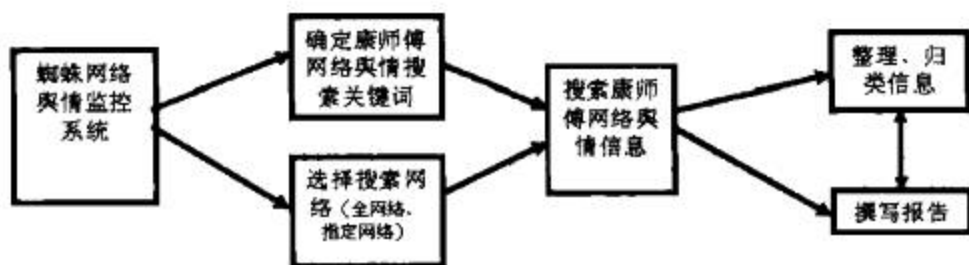 蜘蛛网络
舆情监控
系统
确定康师傅
网络舆情搜
索关键词
选择搜索网
络（全网络、
指定网络）
搜索康师
傅网络舆
情信息
整理、归
类信息
撰写报告